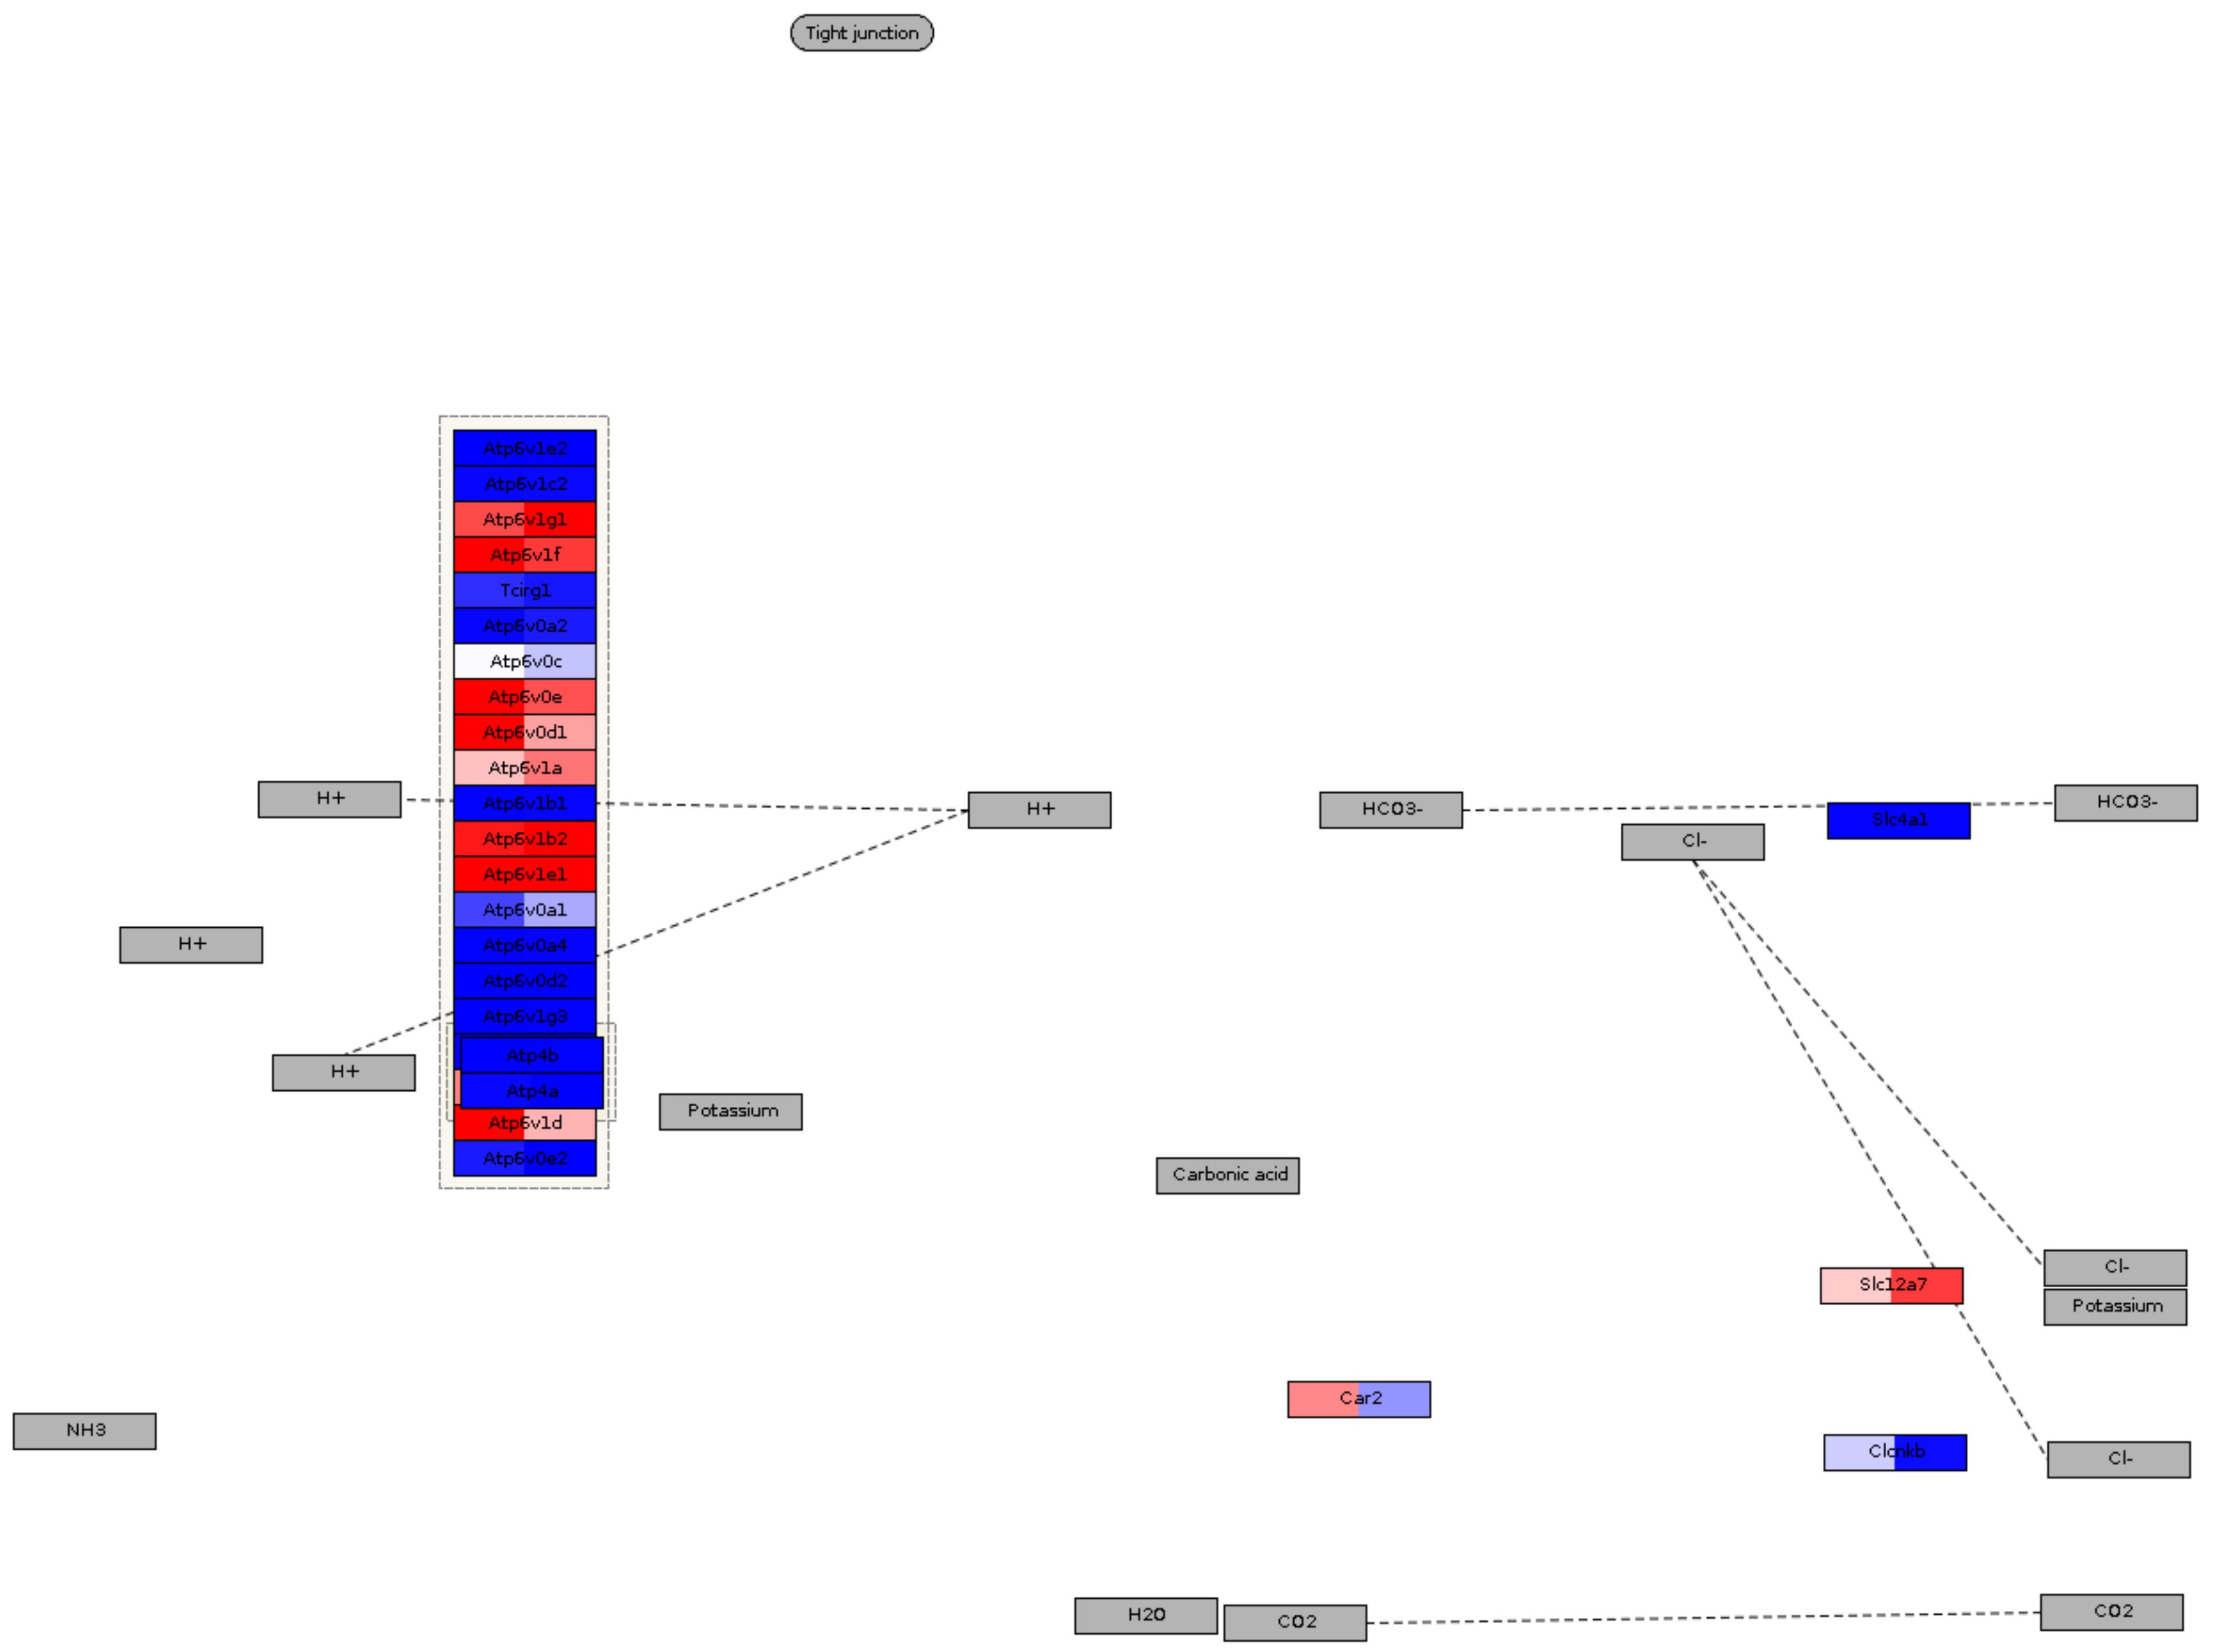 Tight junction
Atp6v1e2
Atp6v1c2
Atp6v1g1
Atp6v1f
Tcirg1
Atp6v0a2
Atp6v0c
Atp6v0e
Atp6v0d1
Atp6v1a
Atp6v1b1
Atp6v1b2
Atp6v1e1
Atp6v0a1
Atp6v0a4
Atp6v0d2
Atp6v1g3
Atp4b
Atp4a
Atp6v1d
Atp6v0e2
H+
H+
H+
H+
HCO3-
Slc4a1
HCO3-
Cl-
Potassium
Carbonic acid
Cl-
Slc12a7
Potassium
Car2
NH3
Clcnkb
Cl-
H2O
CO2
CO2